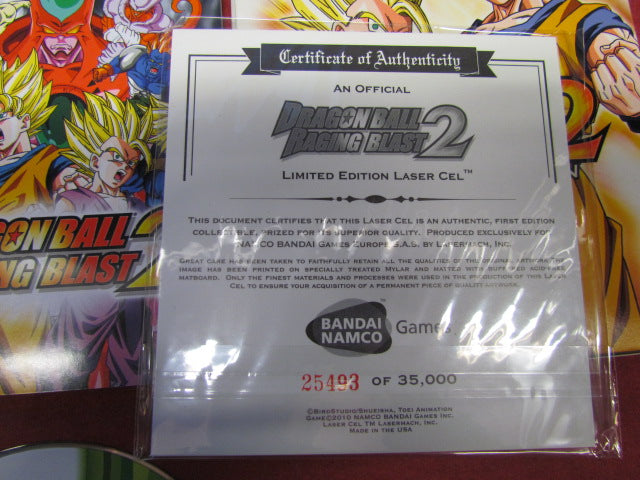 Certificate of Authenticity
AN OFFICIAL
DRAGON BALL
RAGING BLAST 2
LIMITED EDITION LASER CEL™
THIS DOCUMENT CERTIFIES THAT THIS LASER CEL IS AN AUTHENTIC, FIRST EDITION
COLLECTIBLE, PRIZED FOR ITS SUPERIOR QUALITY. PRODUCED EXCLUSIVELY FOR
NAMCO BANDAI GAMES EUROPE S.A.S. BY LASERMACH, INC.
GREAT CARE HAS BEEN TAKEN TO FAITHFULLY RETAIN ALL THE QUALITIES OF THE ORIGINAL ARTWORK. THE
IMAGE HAS BEEN PRINTED ON SPECIALLY TREATED MYLAR AND MATTED WITH BUFFERED ACID-FREE
MATBOARD. ONLY THE FINEST MATERIALS AND PROCESSES WERE USED IN THE PRODUCTION OF THIS LASER
CEL TO ENSURE YOUR ACQUISITION OF A PERMANENT PIECE OF QUALITY ARTWORK.
BANDAI
NAMCO Games
25493 OF 35,000
©BIRDSTUDIO/SHUEISHA, TOEI ANIMATION
GAME©2010 NAMCO BANDAI GAMES INC.
LASER CEL TM LASERMACH, INC.
MADE IN THE USA
DRAGON BALL
RAGING BLAST 2
2